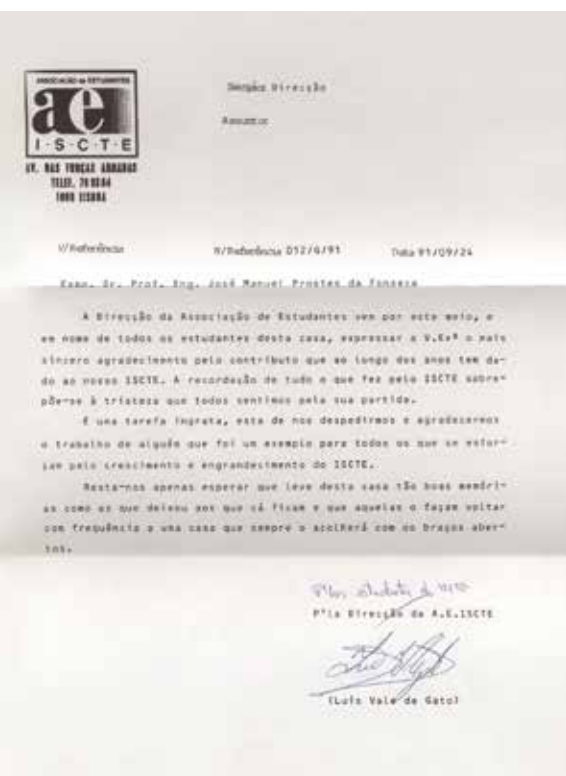 ASSOCIAÇÃO de ESTUDANTES
ae
I·S·C·T·E
AV. DAS FORÇAS ARMADAS
TELEF.
1600 LISBOA
Secção Direcção
Assunto:
V/Referência
N/Referência 012/G/91
Data 91/09/24
Exmo. Sr. Prof. Eng. José Manuel Prostes da Fonseca
A Direcção da Associação de Estudantes vem por este meio, e
em nome de todos os estudantes desta casa, expressar a V.Exª o mais
sincero agradecimento pelo contributo que ao longo dos anos tem da-
do ao nosso ISCTE. A recordação de tudo o que fez pelo ISCTE sobre-
põe-se à tristeza que todos sentimos pela sua partida.
É uma tarefa ingrata, esta de nos despedirmos e agradecermos
o trabalho de alguém que foi um exemplo para todos os que se esfor-
çam pelo crescimento e engrandecimento do ISCTE.
Resta-nos apenas esperar que leve desta casa tão boas memóri-
as como as que deixou aos que cá ficam e que aquelas o façam voltar
com frequência a uma casa que sempre o acolherá com os braços aber-
tos.
P'los estudantes do ISCTE
P'la Direcção da A.E.ISCTE
(Luís Vale de Gato)